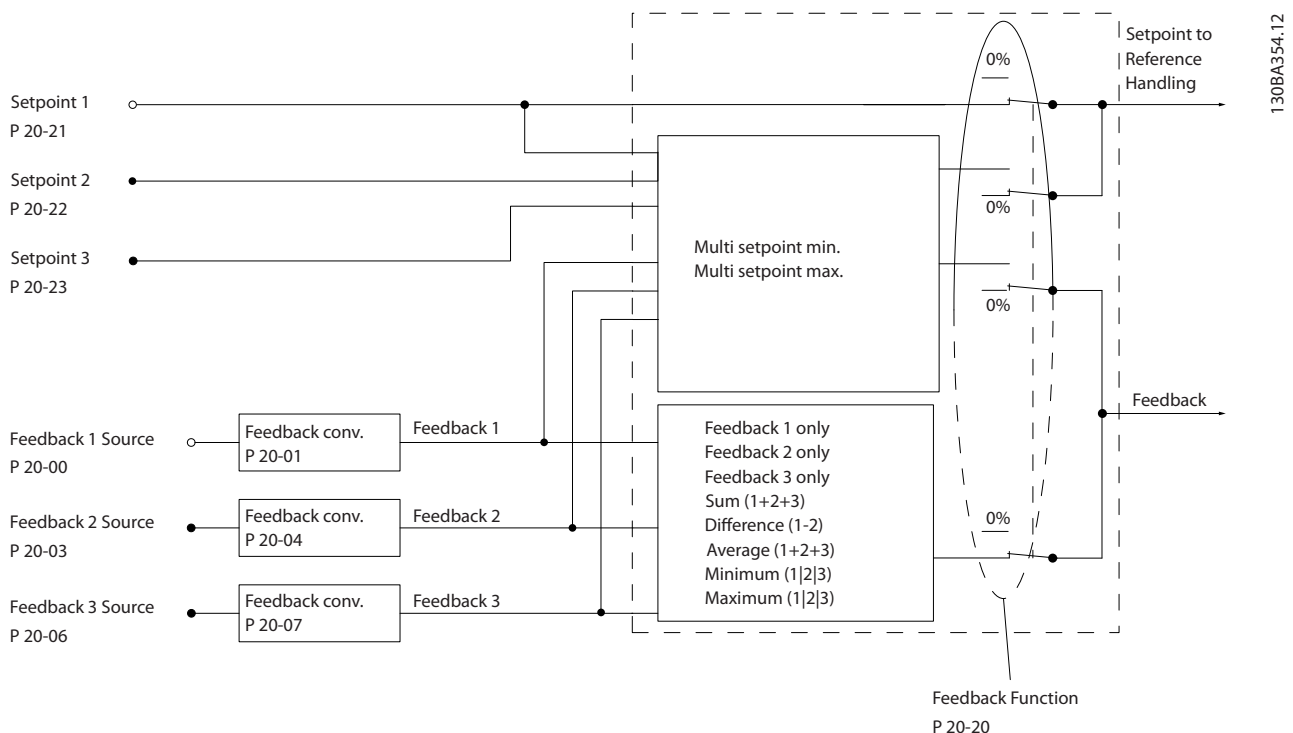 130BA354.12
Setpoint to
Reference
Handling
0%
Setpoint 1
P 20-21
Setpoint 2
P 20-22
0%
Setpoint 3
P 20-23
Multi setpoint min.
Multi setpoint max.
0%
Feedback
Feedback 1 Source
P 20-00
Feedback conv.
P 20-01
Feedback 1
Feedback 2 Source
P 20-03
Feedback conv.
P 20-04
Feedback 2
Feedback 3 Source
P 20-06
Feedback conv.
P 20-07
Feedback 3
Feedback 1 only
Feedback 2 only
Feedback 3 only
Sum (1+2+3)
Difference (1-2)
Average (1+2+3)
Minimum (1|2|3)
Maximum (1|2|3)
0%
Feedback Function
P 20-20